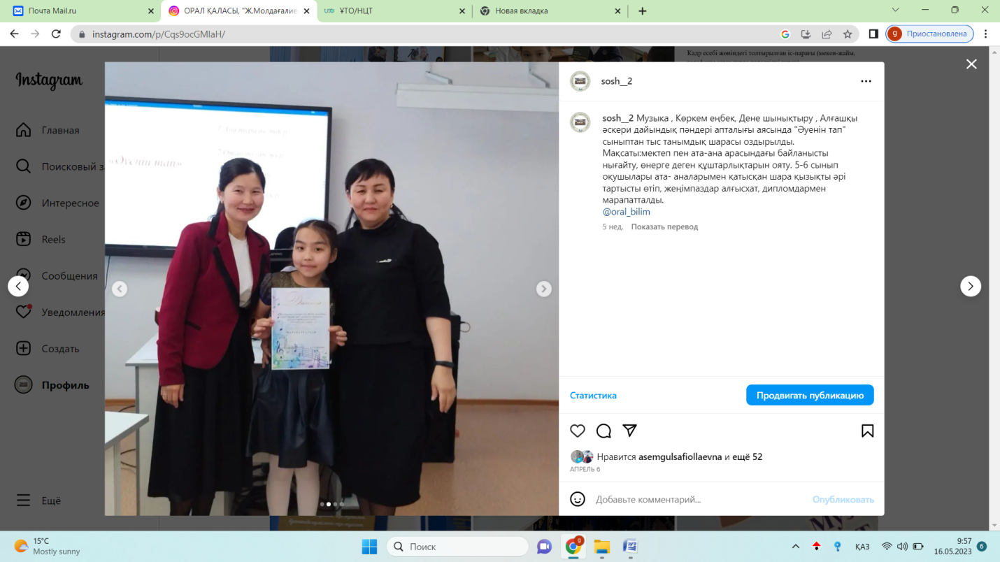 Почта Mail.ru
ОРАЛ ҚАЛАСЫ, "Ж.Молдағалие
ҰТО/НЦТ
Новая вкладка
instagram.com/p/Cqs9ocGMlaH/
g Приостановлена
Кадр есебі жөніндегі толтырылған іс-парағы (мекен-жайы,
Instagram
Главная
Поисковый з
Интересное
Reels
Сообщения
Уведомления
Создать
Профиль
Ещё
«Әуенін тап»
Диплом
sosh__2
sosh__2 Музыка , Көркем еңбек, Дене шынықтыру , Алғашқы
әскери дайындық пәндері апталығы аясында "Әуенін тап"
сыныптан тыс танымдық шарасы оздырылды.
Мақсаты:мектеп пен ата-ана арасындағы байланысты
нығайту, өнерге деген құштарлықтарын ояту. 5-6 сынып
оқушылары ата- аналарымен қатысқан шара қызықты әрі
тартысты өтіп, жеңімпаздар алғысхат, дипломдармен
марапатталды.
@oral_bilim
5 нед. Показать перевод
Статистика
Продвигать публикацию
Нравится asemgulsafiollaevna и ещё 52
АПРЕЛЬ 6
Добавьте комментарий...
Опубликовать
15°C
Mostly sunny
Поиск
ҚАЗ
9:57
16.05.2023
6